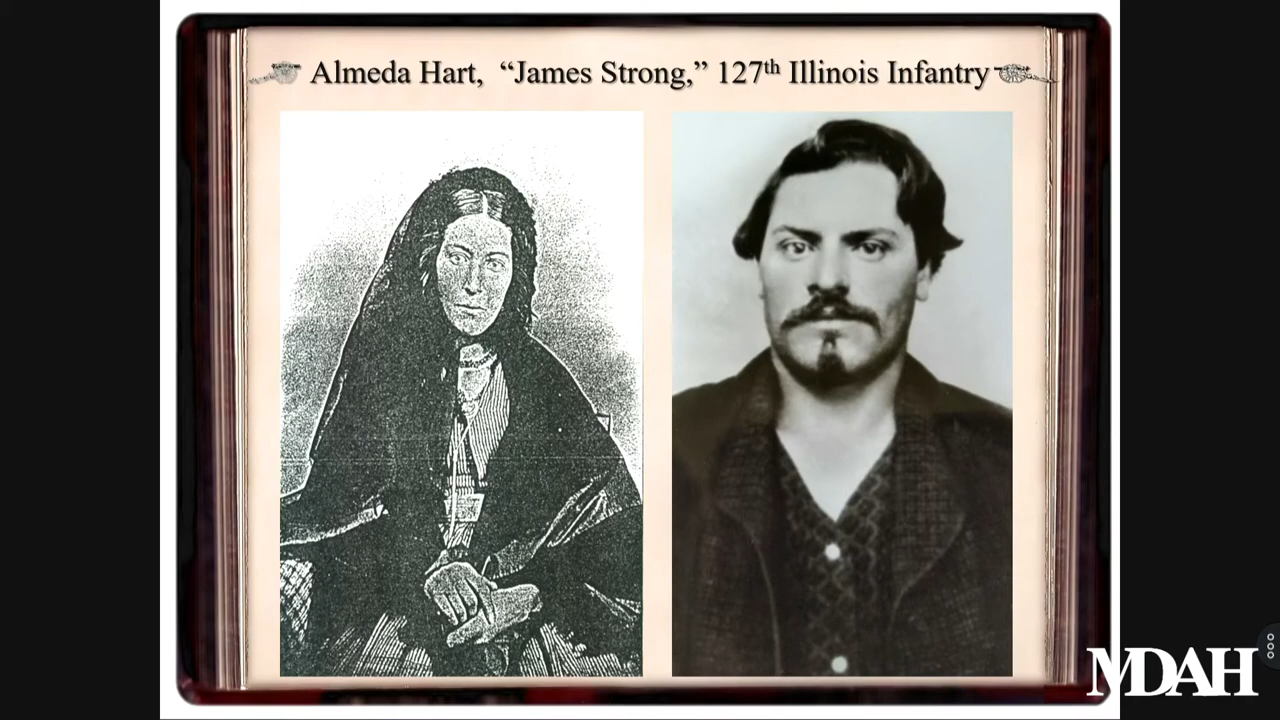 Almeda Hart, “James Strong,” 127th Illinois Infantry
MDAH